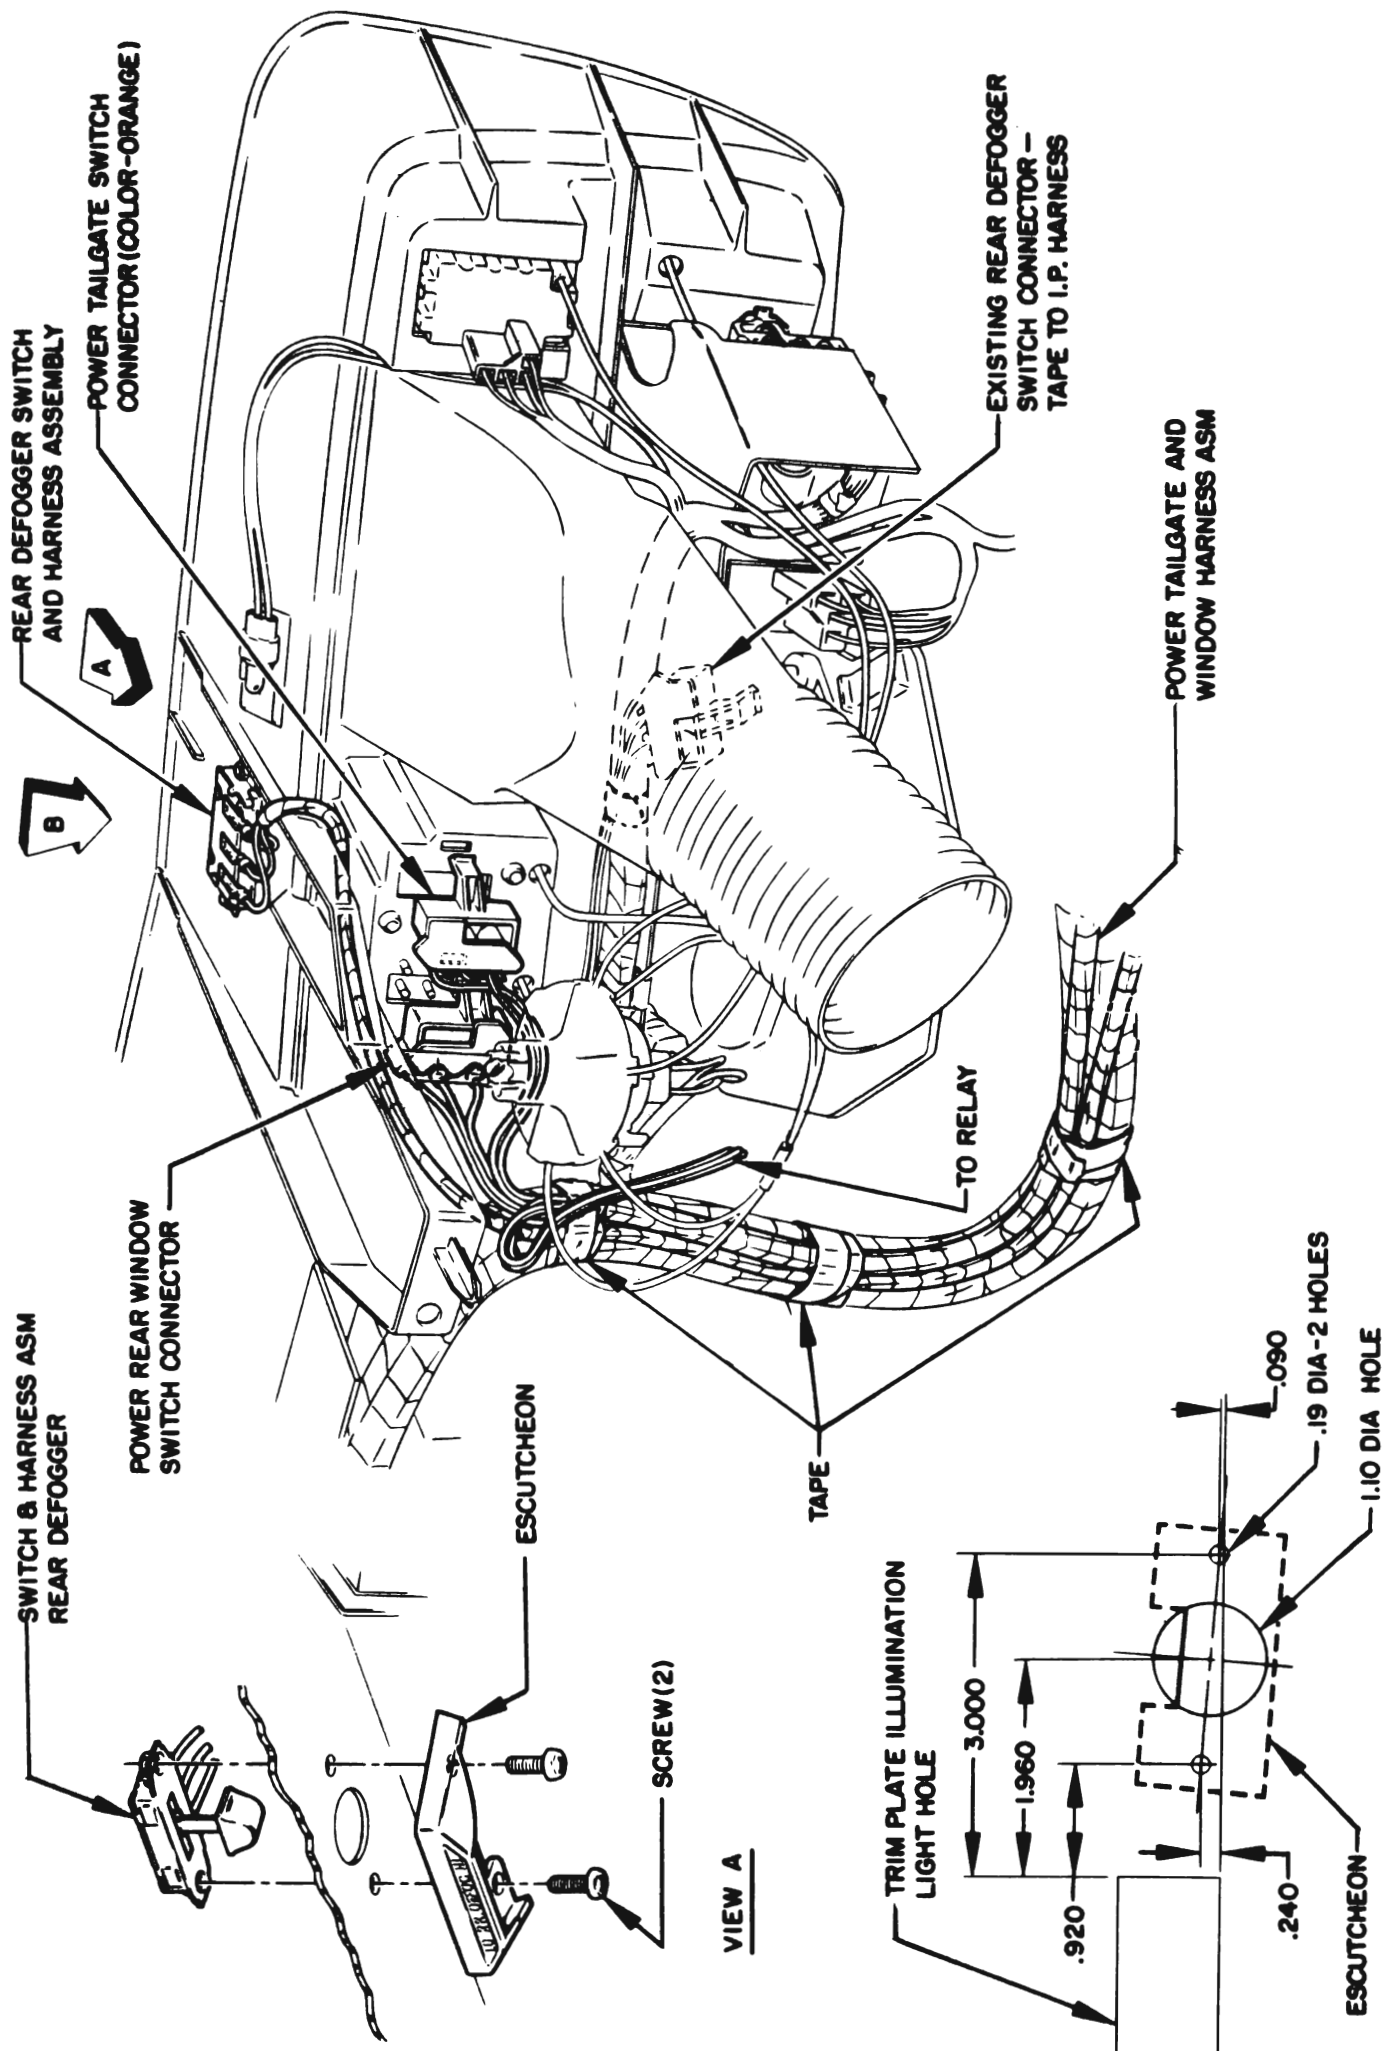 SWITCH & HARNESS ASM
REAR DEFOGGER
POWER REAR WINDOW
SWITCH CONNECTOR
REAR DEFOGGER SWITCH
AND HARNESS ASSEMBLY
POWER TAILGATE SWITCH
CONNECTOR (COLOR-ORANGE)
B
A
ESCUTCHEON
SCREW (2)
VIEW A
TAPE
TO RELAY
EXISTING REAR DEFOGGER
SWITCH CONNECTOR –
TAPE TO I.P. HARNESS
POWER TAILGATE AND
WINDOW HARNESS ASM
TRIM PLATE ILLUMINATION
LIGHT HOLE
3.000
1.960
.920
.240
.090
.19 DIA-2 HOLES
1.10 DIA HOLE
ESCUTCHEON